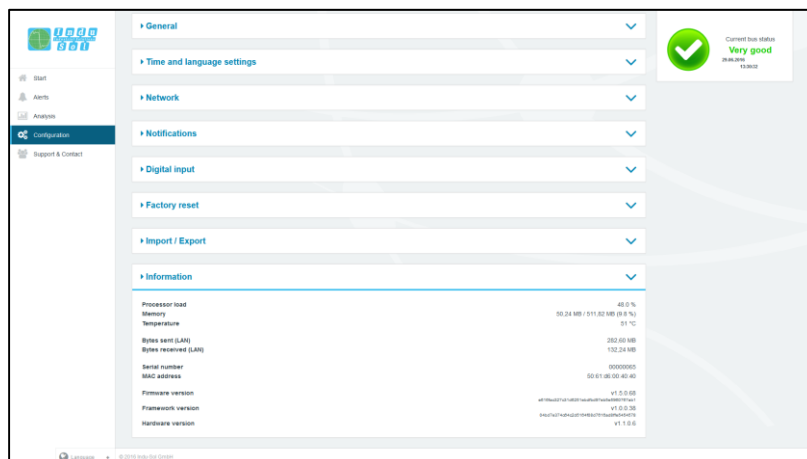 Indu
Sol
Start
Alerts
Analysis
Configuration
Support & Contact
General
Time and language settings
Network
Notifications
Digital input
Factory reset
Import / Export
Information
Processor load 48.0 %
Memory 50,24 MB / 511,82 MB (9.8 %)
Temperature 51 °C
Bytes sent (LAN) 282,60 MB
Bytes received (LAN) 132,24 MB
Serial number 00000065
MAC address 50 61 d6 00 40 40
Firmware version v1.5.0.68
Framework version v1.0.0.38
Hardware version v1.1.0.6
Current bus status
Very good
29.06.2016
Language
© 2016 Indu-Sol GmbH